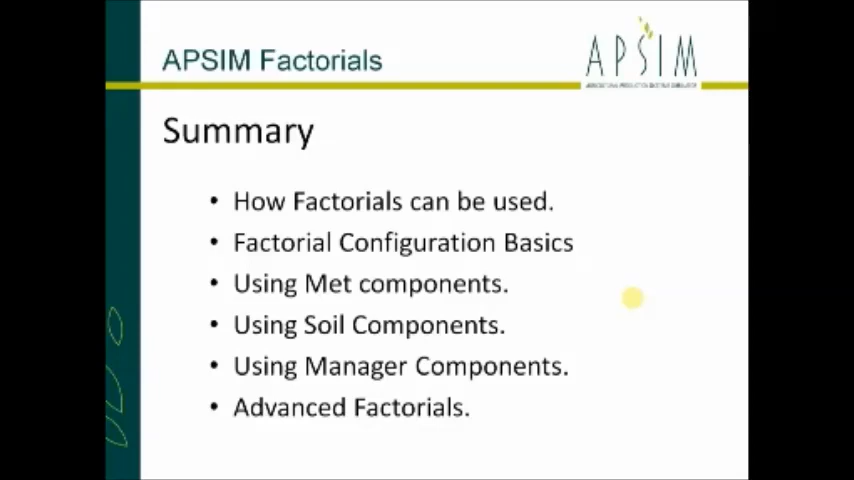 APSIM Factorials
APSIM
Summary
• How Factorials can be used.
• Factorial Configuration Basics
• Using Met components.
• Using Soil Components.
• Using Manager Components.
• Advanced Factorials.